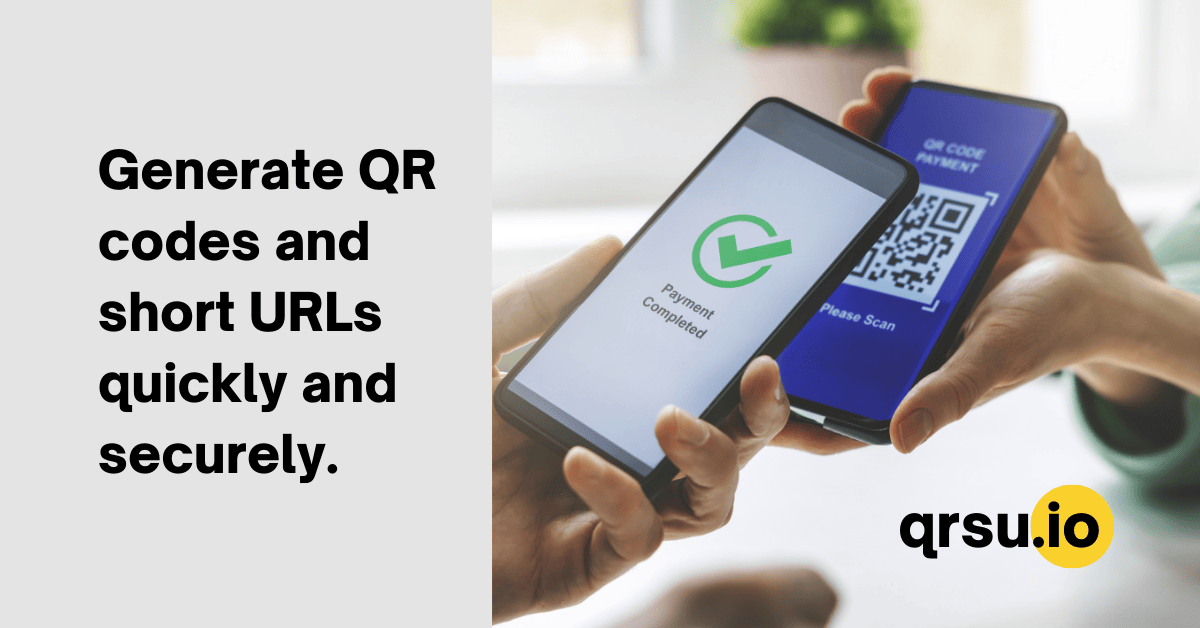 Generate QR
codes and
short URLs
quickly and
securely.
Payment
Completed
QR CODE
PAYMENT
Please Scan
qrsu.io